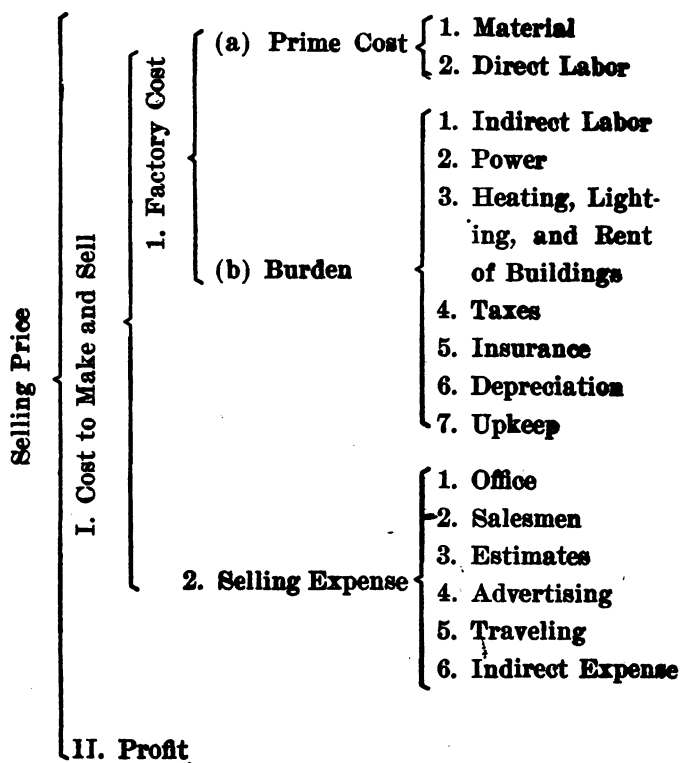 Selling Price
I. Cost to Make and Sell
1. Factory Cost
(a) Prime Cost
1. Material
2. Direct Labor
(b) Burden
1. Indirect Labor
2. Power
3. Heating, Light-
ing, and Rent
of Buildings
4. Taxes
5. Insurance
6. Depreciation
7. Upkeep
2. Selling Expense
1. Office
2. Salesmen
3. Estimates
4. Advertising
5. Traveling
6. Indirect Expense
II. Profit